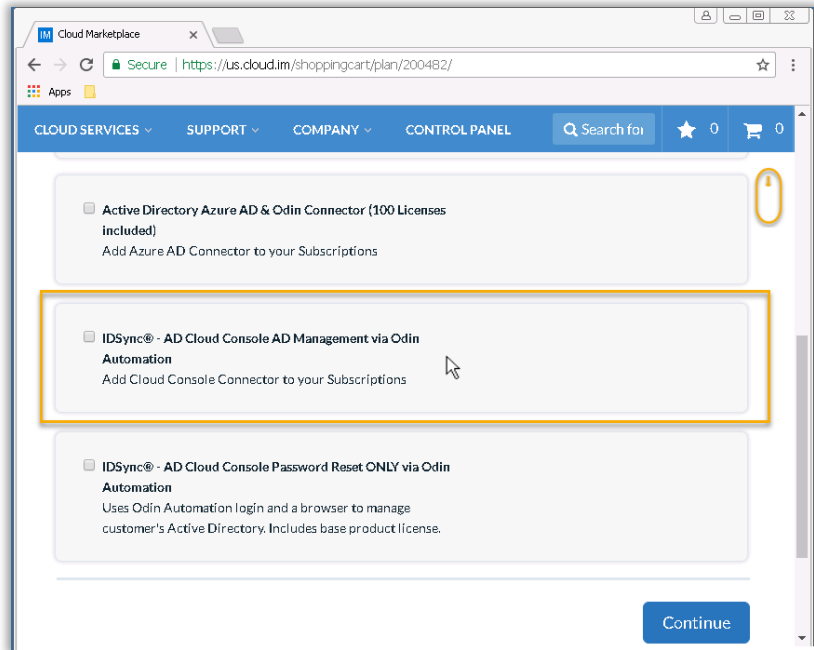 IM Cloud Marketplace
Secure | https://us.cloud.im/shoppingcart/plan/200482/
Apps
CLOUD SERVICES SUPPORT COMPANY CONTROL PANEL Search for 0 0
Active Directory Azure AD & Odin Connector (100 Licenses
included)
Add Azure AD Connector to your Subscriptions
IDSync® - AD Cloud Console AD Management via Odin
Automation
Add Cloud Console Connector to your Subscriptions
IDSync® - AD Cloud Console Password Reset ONLY via Odin
Automation
Uses Odin Automation login and a browser to manage
customer's Active Directory. Includes base product license.
Continue